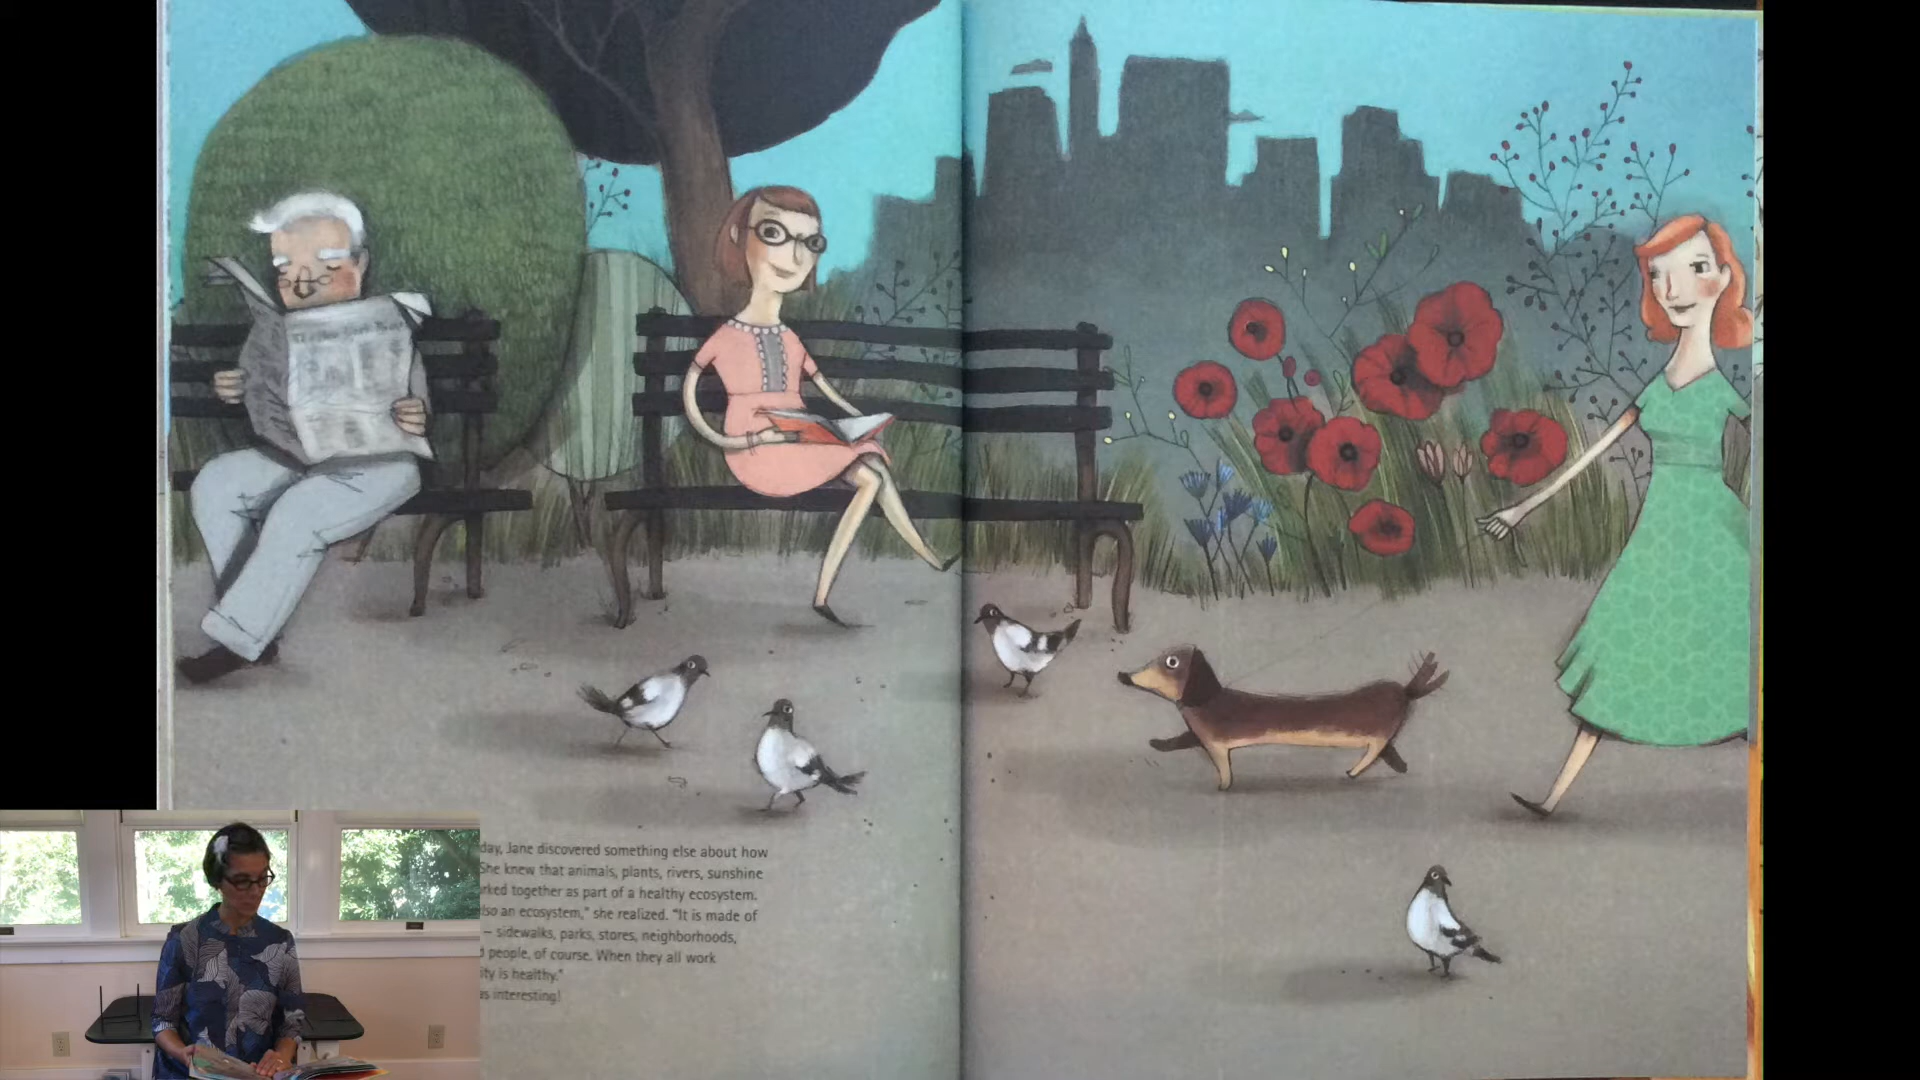 day, Jane discovered something else about how
She knew that animals, plants, rivers, sunshine
rked together as part of a healthy ecosystem.
lso an ecosystem," she realized. "It is made of
– sidewalks, parks, stores, neighborhoods,
people, of course. When they all work
ity is healthy."
as interesting!